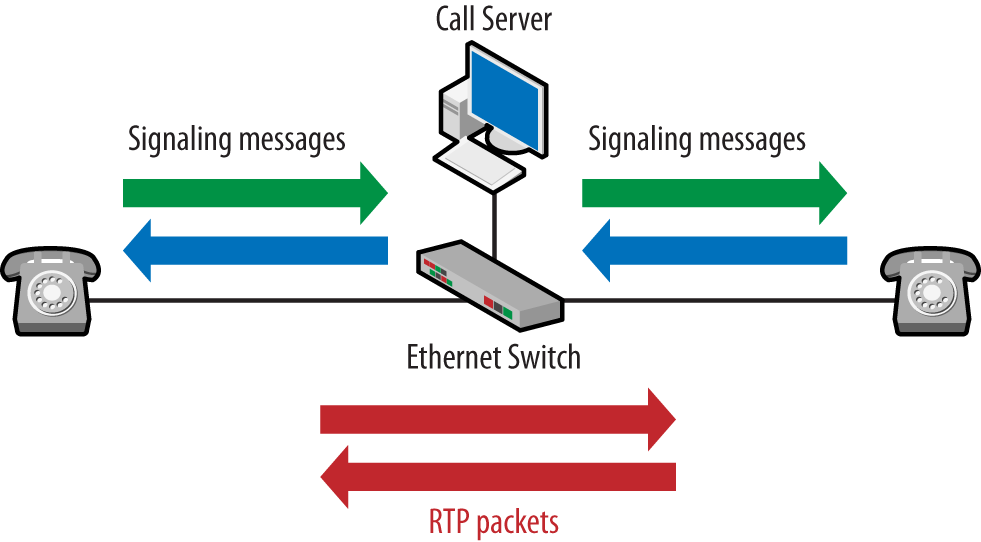 Call Server
Signaling messages
Signaling messages
Ethernet Switch
RTP packets